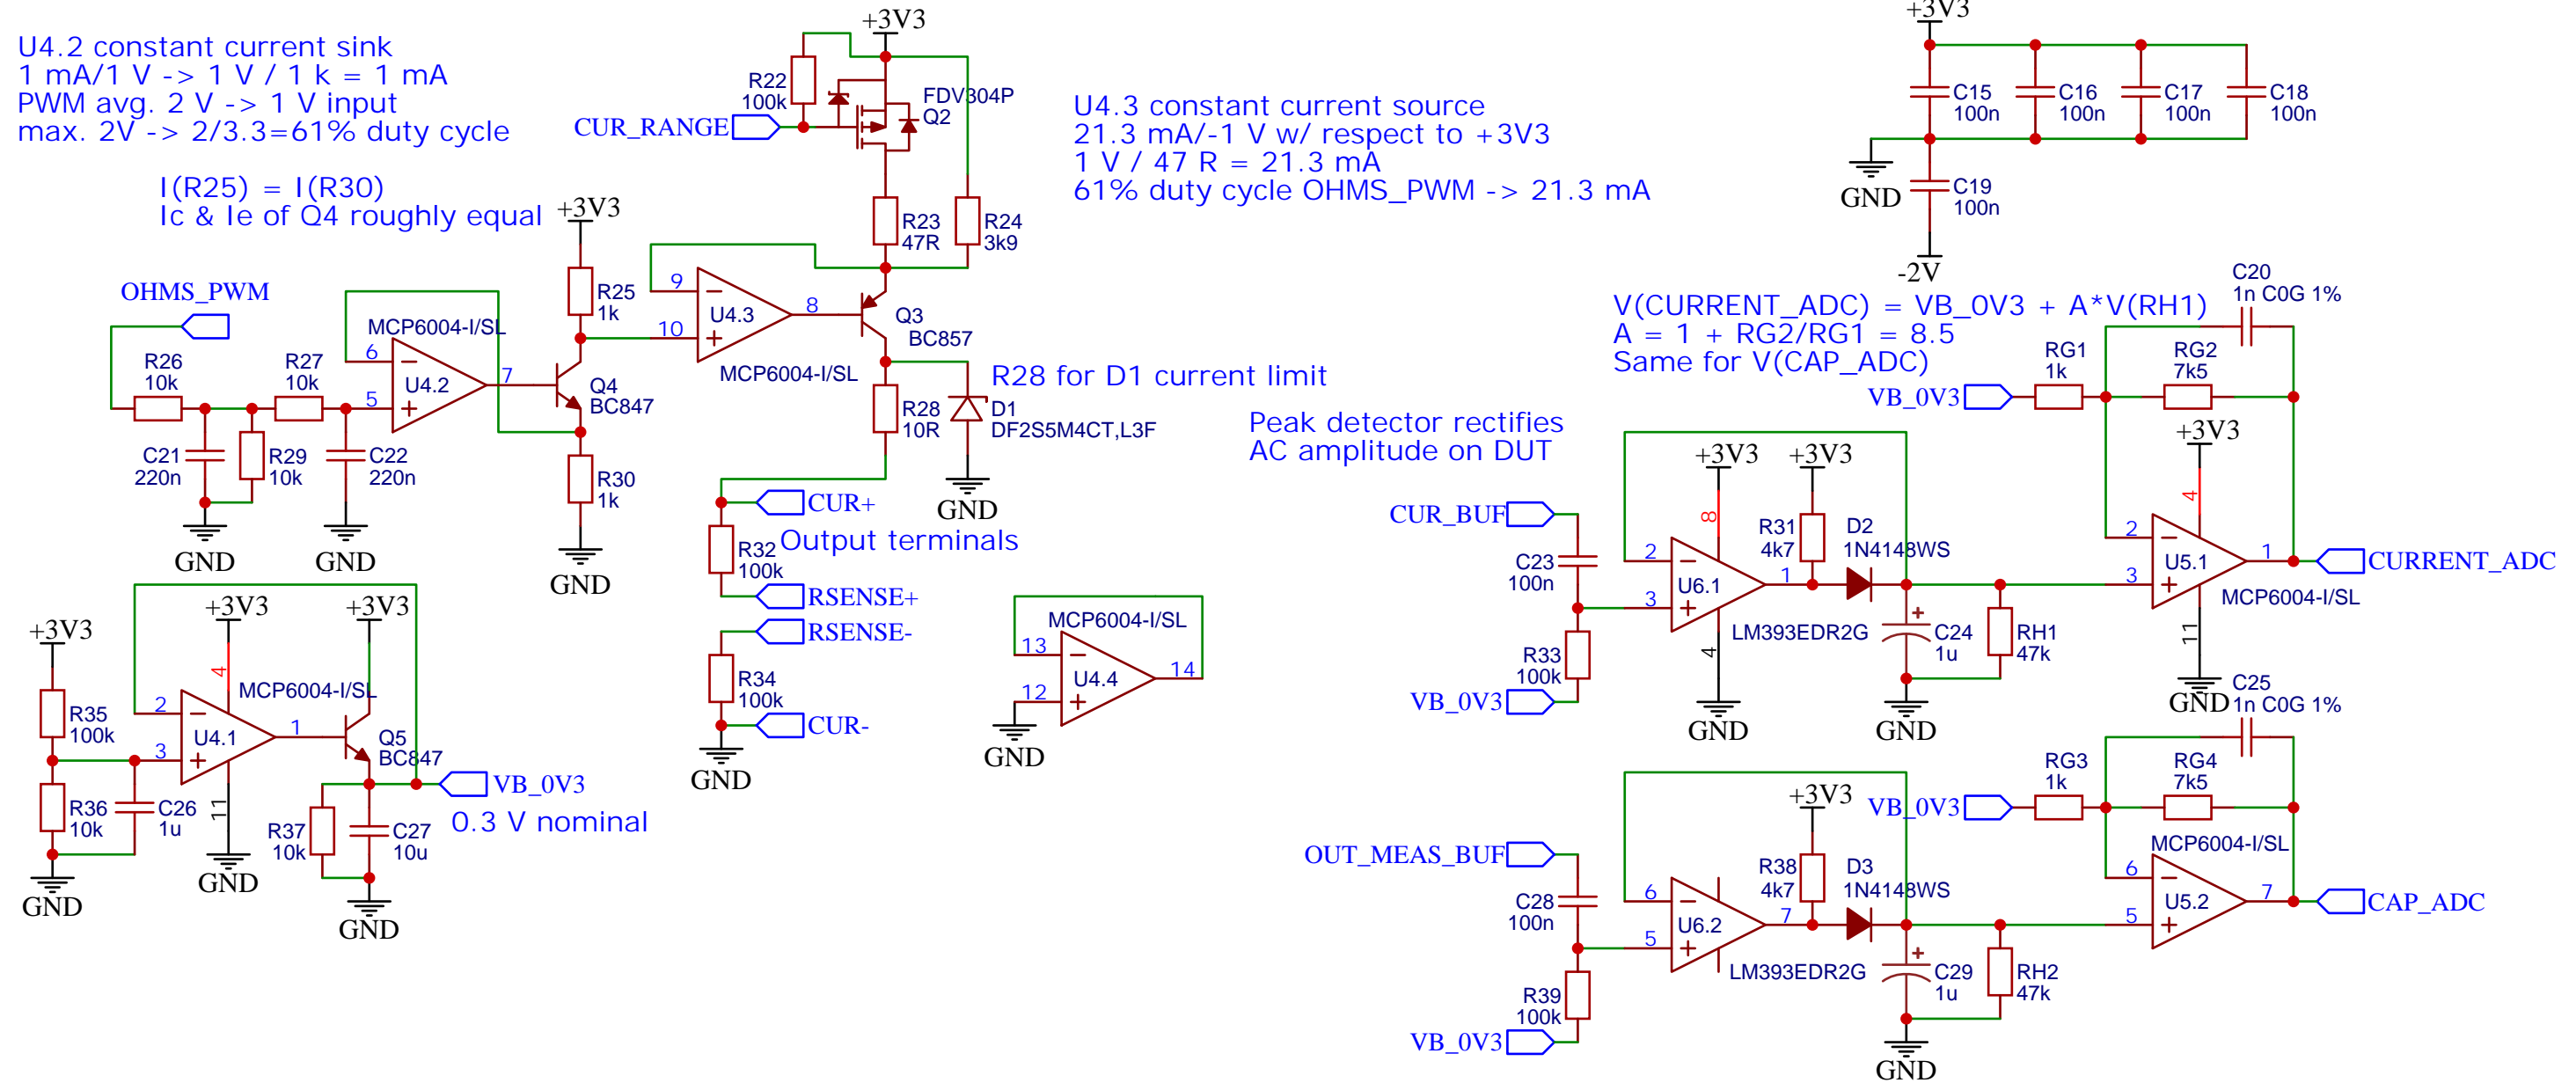 U4.2 constant current sink
1 mA/1 V -> 1 V / 1 k = 1 mA
PWM avg. 2 V -> 1 V input
max. 2V -> 2/3.3=61% duty cycle
I(R25) = I(R30)
Ic & Ie of Q4 roughly equal
+3V3
R22
100k
FDV304P
Q2
CUR_RANGE
R23
47R
R24
3k9
U4.3 constant current source
21.3 mA/-1 V w/ respect to +3V3
1 V / 47 R = 21.3 mA
61% duty cycle OHMS_PWM -> 21.3 mA
+3V3
C15
100n
C16
100n
C17
100n
C18
100n
GND
C19
100n
-2V
+3V3
R25
1k
OHMS_PWM
R26
10k
R27
10k
MCP6004-I/SL
6
5
7
U4.2
Q4
BC847
C21
220n
R29
10k
C22
220n
GND
GND
R30
1k
GND
9
10
8
U4.3
MCP6004-I/SL
Q3
BC857
R28 for D1 current limit
R28
10R
D1
DF2S5M4CT,L3F
GND
CUR+
Output terminals
R32
100k
RSENSE+
RSENSE-
R34
100k
CUR-
GND
MCP6004-I/SL
13
12
14
U4.4
GND
+3V3
R35
100k
R36
10k
C26
1u
GND
+3V3
4
MCP6004-I/SL
2
3
1
U4.1
11
GND
+3V3
Q5
BC847
R37
10k
C27
10u
GND
VB_0V3
0.3 V nominal
V(CURRENT_ADC) = VB_0V3 + A*V(RH1)
A = 1 + RG2/RG1 = 8.5
Same for V(CAP_ADC)
Peak detector rectifies
AC amplitude on DUT
CUR_BUF
C23
100n
R33
100k
VB_0V3
+3V3
8
2
3
1
U6.1
4
LM393EDR2G
GND
+3V3
R31
4k7
D2
1N4148WS
C24
1u
RH1
47k
GND
C20
1n C0G 1%
RG1
1k
RG2
7k5
VB_0V3
+3V3
4
2
3
1
U5.1
MCP6004-I/SL
11
GND
CURRENT_ADC
OUT_MEAS_BUF
C28
100n
R39
100k
VB_0V3
6
5
7
U6.2
LM393EDR2G
+3V3
R38
4k7
D3
1N4148WS
C29
1u
RH2
47k
GND
C25
1n C0G 1%
RG3
1k
RG4
7k5
VB_0V3
MCP6004-I/SL
6
5
7
U5.2
CAP_ADC